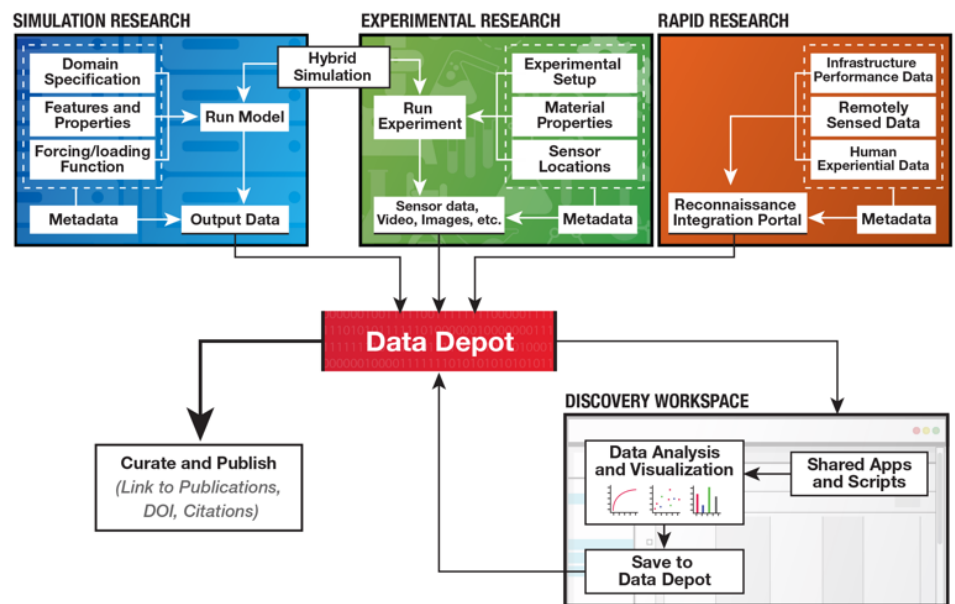 SIMULATION RESEARCH
Domain
Specification
Features and
Properties
Forcing/loading
Function
Metadata
Run Model
Output Data
Hybrid
Simulation
EXPERIMENTAL RESEARCH
Run
Experiment
Sensor data,
Video, Images, etc.
Experimental
Setup
Material
Properties
Sensor
Locations
Metadata
RAPID RESEARCH
Infrastructure
Performance Data
Remotely
Sensed Data
Human
Experiential Data
Reconnaissance
Integration Portal
Metadata
Data Depot
Curate and Publish
(Link to Publications,
DOI, Citations)
DISCOVERY WORKSPACE
Data Analysis
and Visualization
Shared Apps
and Scripts
Save to
Data Depot